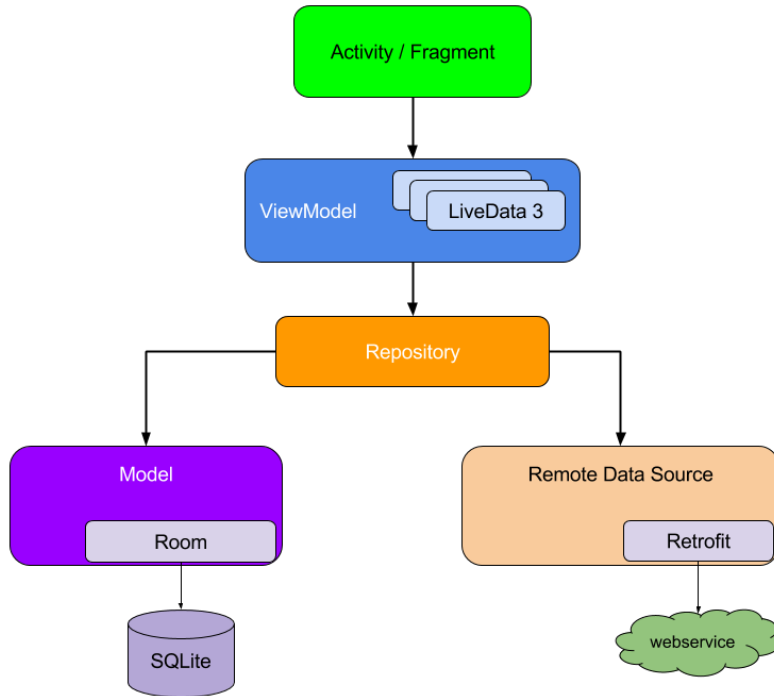 Activity / Fragment
ViewModel
LiveData 3
Repository
Model
Room
SQLite
Remote Data Source
Retrofit
webservice